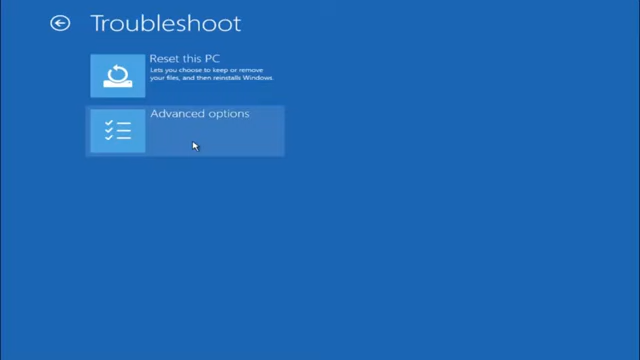 Troubleshoot
Reset this PC
Lets you choose to keep or remove
your files, and then reinstalls Windows.
Advanced options